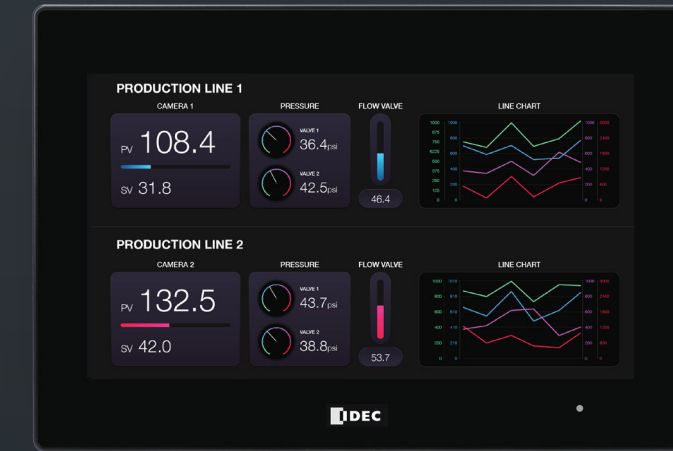 PRODUCTION LINE 1
CAMERA 1
PRESSURE
FLOW VALVE
LINE CHART
PV 108.4
SV 31.8
VALVE 1
36.4psi
VALVE 2
42.5psi
46.4
PRODUCTION LINE 2
CAMERA 2
PRESSURE
FLOW VALVE
LINE CHART
PV 132.5
SV 42.0
VALVE 1
43.7psi
VALVE 2
38.8psi
53.7
IDEC